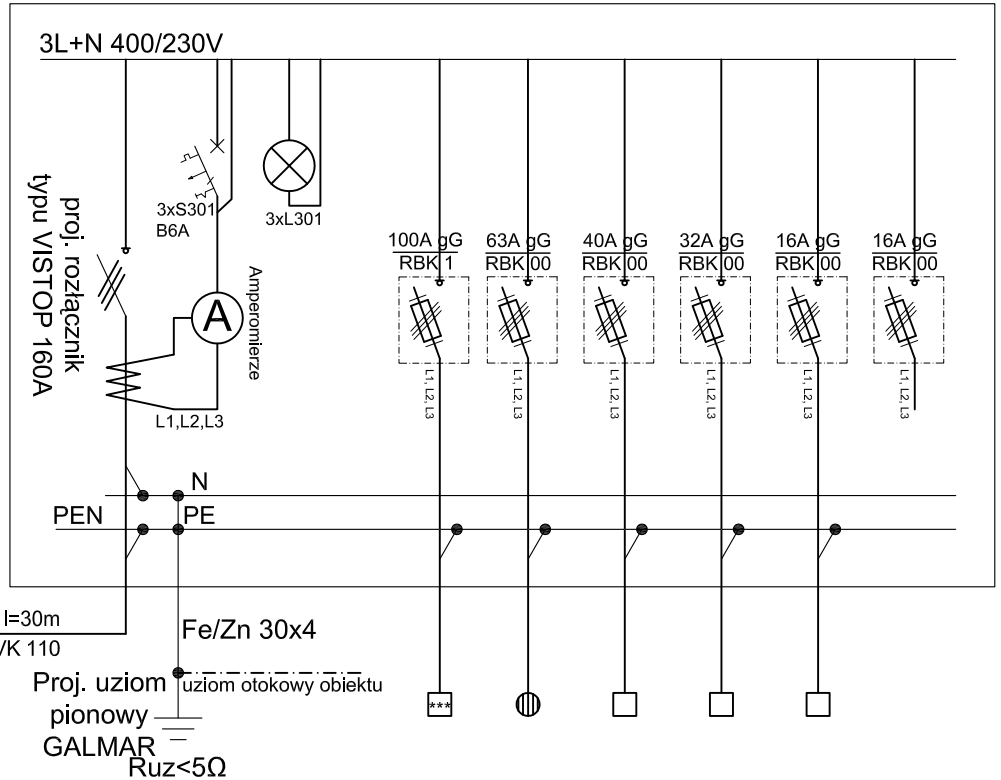 3L+N 400/230V
proj. rozłącznik
typu VISTOP 160A
3xS301
B6A
3xL301
A
Amperomierze
L1,L2,L3
100A gG
RBK 1
63A gG
RBK 00
40A gG
RBK 00
32A gG
RBK 00
16A gG
RBK 00
16A gG
RBK 00
L1, L2, L3
L1, L2, L3
L1, L2, L3
L1, L2, L3
L1, L2, L3
L1, L2, L3
N
PEN
PE
l=30m
VK 110
Fe/Zn 30x4
Proj. uziom
pionowy
GALMAR
uziom otokowy obiektu
Ruz<5Ω
***